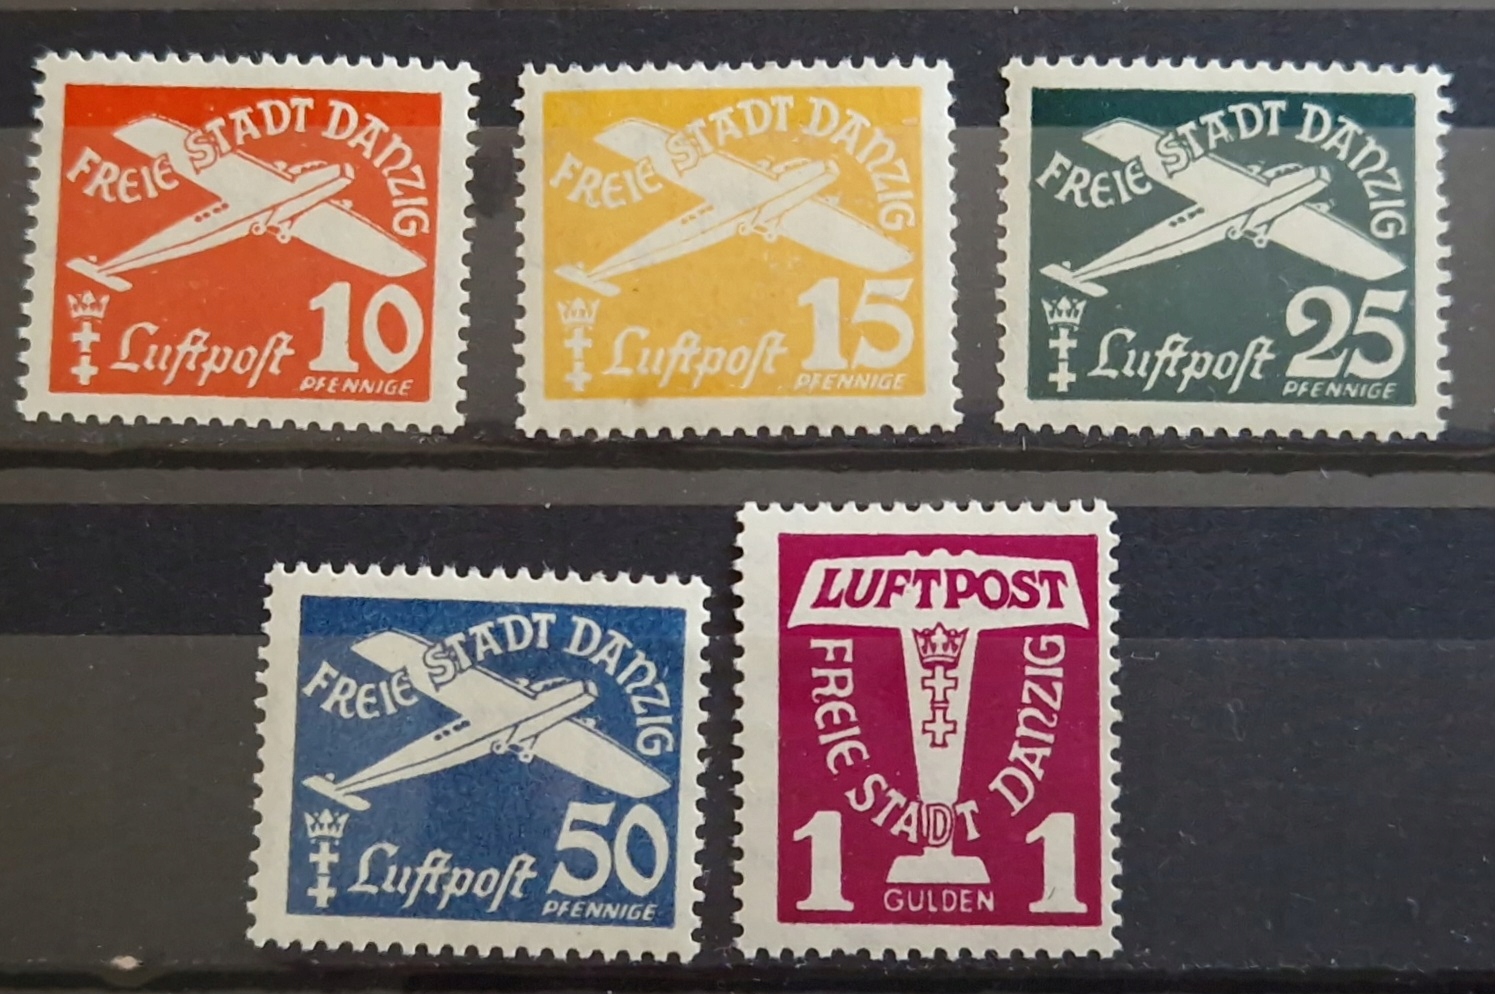 FREIE STADT DANZIG
Luftpost 10
PFENNIGE
FREIE STADT DANZIG
Luftpost 15
PFENNIGE
FREIE STADT DANZIG
Luftpost 25
PFENNIGE
FREIE STADT DANZIG
Luftpost 50
PFENNIGE
LUFTPOST
FREIE STADT DANZIG
1 1
GULDEN